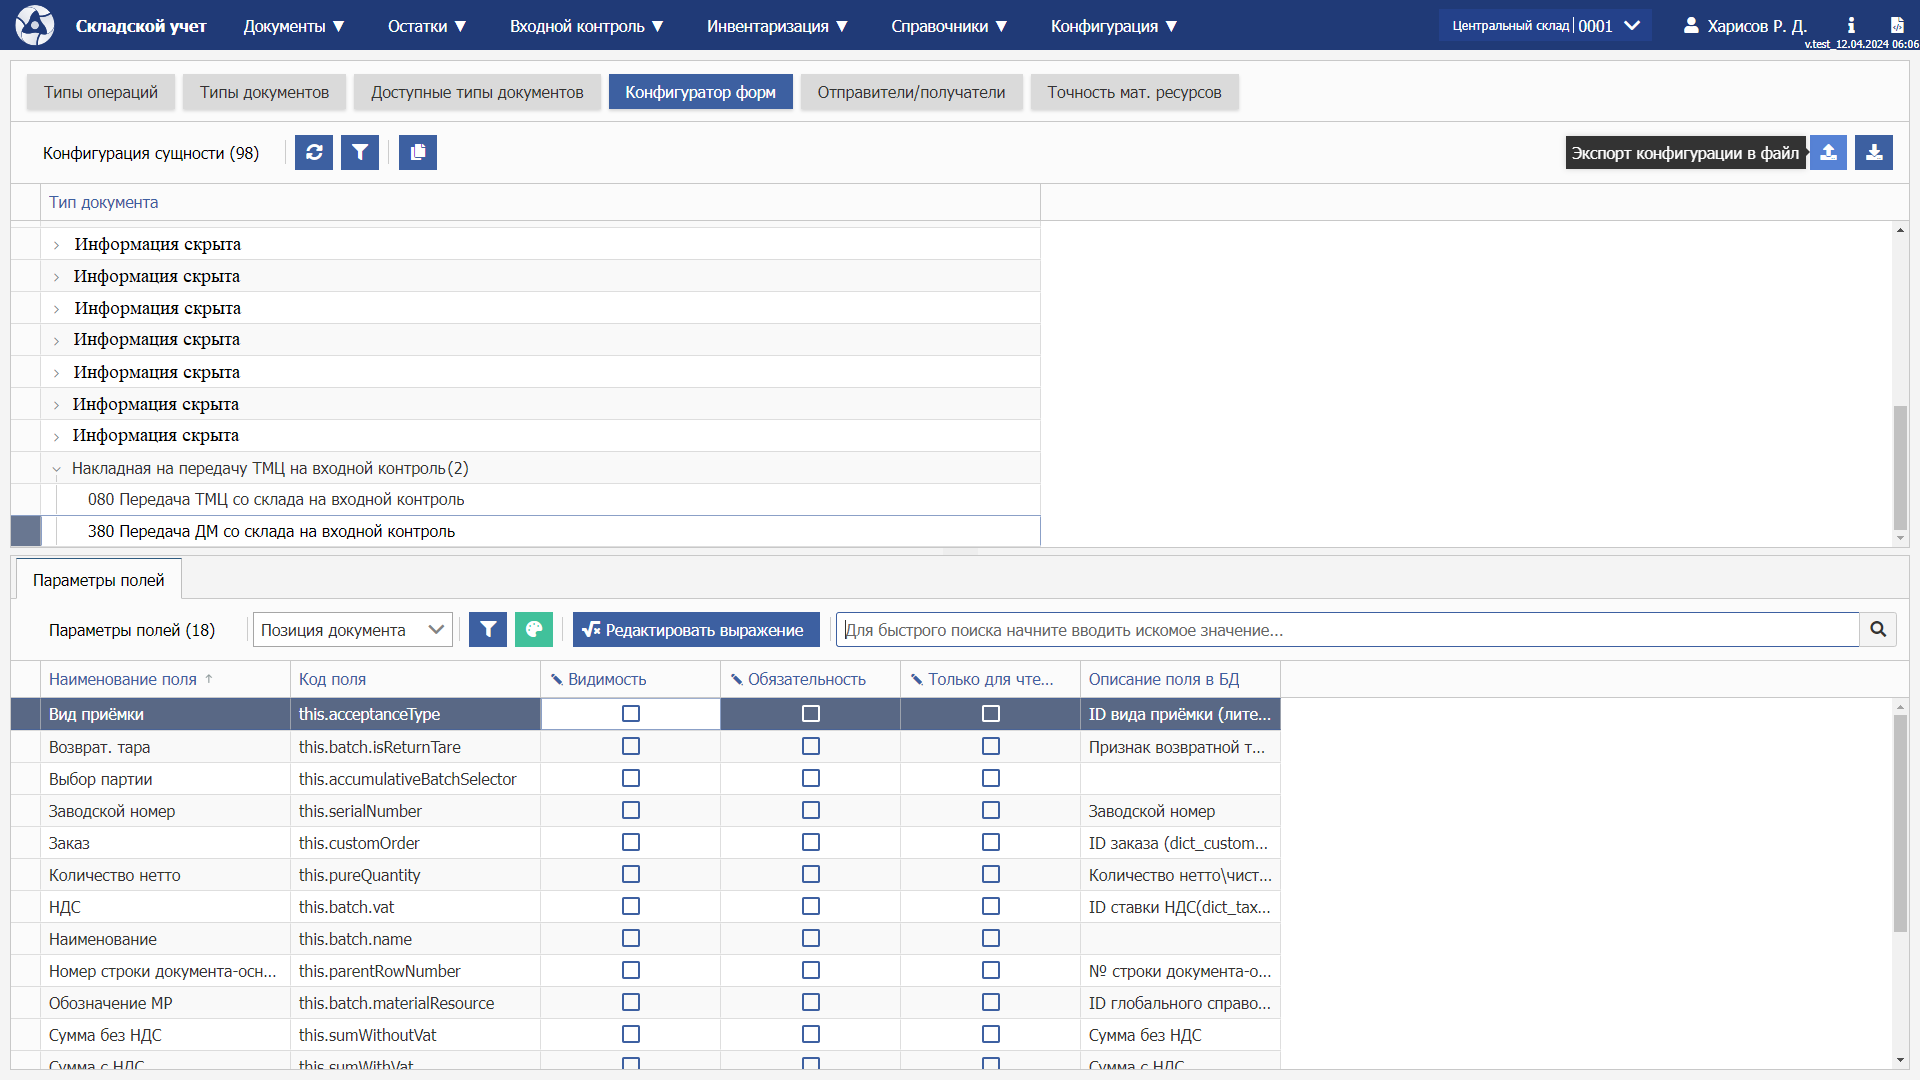 Складской учет
Документы ▼
Остатки ▼
Входной контроль ▼
Инвентаризация ▼
Справочники ▼
Конфигурация ▼
Центральный склад | 0001
Харисов Р. Д.
v.test_12.04.2024 06:06
Типы операций
Типы документов
Доступные типы документов
Конфигуратор форм
Отправители/получатели
Точность мат. ресурсов
Конфигурация сущности (98)
Экспорт конфигурации в файл
Тип документа
Информация скрыта
Информация скрыта
Информация скрыта
Информация скрыта
Информация скрыта
Информация скрыта
Информация скрыта
Накладная на передачу ТМЦ на входной контроль(2)
080 Передача ТМЦ со склада на входной контроль
380 Передача ДМ со склада на входной контроль
Параметры полей
Параметры полей (18)
Позиция документа
Редактировать выражение
Для быстрого поиска начните вводить искомое значение...
Наименование поля ↑ Код поля Видимость Обязательность Только для чте... Описание поля в БД
Вид приёмки this.acceptanceType ID вида приёмки (лите...
Возврат. тара this.batch.isReturnTare Признак возвратной т...
Выбор партии this.accumulativeBatchSelector
Заводской номер this.serialNumber Заводской номер
Заказ this.customOrder ID заказа (dict_custom...
Количество нетто this.pureQuantity Количество нетто\чист...
НДС this.batch.vat ID ставки НДС(dict_tax...
Наименование this.batch.name
Номер строки документа-осн... this.parentRowNumber № строки документа-о...
Обозначение МР this.batch.materialResource ID глобального справо...
Сумма без НДС this.sumWithoutVat Сумма без НДС
Сумма с НДС this.sumWithVat Сумма с НДС